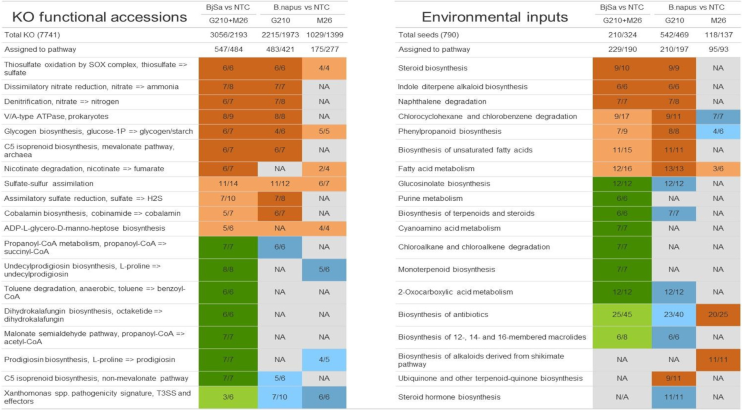 KO functional accessions
BjSa vs NTC B.napus vs NTC
G210+M26 G210 M26
Total KO (7741) 3056/2193 2215/1973 1029/1399
Assigned to pathway 547/484 483/421 175/277
Thiosulfate oxidation by SOX complex, thiosulfate => sulfate 6/6 6/6 4/4
Dissimilatory nitrate reduction, nitrate => ammonia 7/8 7/7 NA
Denitrification, nitrate => nitrogen 6/7 7/8 NA
V/A-type ATPase, prokaryotes 8/9 8/8 NA
Glycogen biosynthesis, glucose-1P => glycogen/starch 6/7 4/6 5/5
C5 isoprenoid biosynthesis, mevalonate pathway, archaea 6/7 6/7 NA
Nicotinate degradation, nicotinate => fumarate 6/7 NA 2/4
Sulfate-sulfur assimilation 11/14 11/12 6/7
Assimilatory sulfate reduction, sulfate => H2S 7/10 7/8 NA
Cobalamin biosynthesis, cobinamide => cobalamin 5/7 6/7 NA
ADP-L-glycero-D-manno-heptose biosynthesis 5/6 NA 4/4
Propanoyl-CoA metabolism, propanoyl-CoA => succinyl-CoA 7/7 6/6 NA
Undecylprodigiosin biosynthesis, L-proline => undecylprodigiosin 8/8 NA 5/6
Toluene degradation, anaerobic, toluene => benzoyl-CoA 6/6 NA NA
Dihydrokalafungin biosynthesis, octaketide => dihydrokalafungin 6/8 NA NA
Malonate semialdehyde pathway, propanoyl-CoA => acetyl-CoA 7/7 NA NA
Prodigiosin biosynthesis, L-proline => prodigiosin 7/7 NA 4/5
C5 isoprenoid biosynthesis, non-mevalonate pathway 7/7 5/6 NA
Xanthomonas spp. pathogenicity signature, T3SS and effectors 3/6 7/10 6/6
Environmental inputs
BjSa vs NTC B.napus vs NTC
G210+M26 G210 M26
Total seeds (790) 210/324 542/469 118/137
Assigned to pathway 229/190 210/197 95/93
Steroid biosynthesis 9/10 9/9 NA
Indole diterpene alkaloid biosynthesis 6/6 6/6 NA
Naphthalene degradation 7/7 7/8 NA
Chlorocyclohexane and chlorobenzene degradation 9/17 9/11 7/7
Phenylpropanoid biosynthesis 7/9 8/8 4/6
Biosynthesis of unsaturated fatty acids 11/15 11/11 NA
Fatty acid metabolism 12/16 13/13 3/6
Glucosinolate biosynthesis 12/12 12/12 NA
Purine metabolism 6/6 NA NA
Biosynthesis of terpenoids and steroids 6/6 7/7 NA
Cyanoamino acid metabolism 7/7 NA NA
Chloroalkane and chloroalkene degradation 7/7 NA NA
Monoterpenoid biosynthesis 7/7 NA NA
2-Oxocarboxylic acid metabolism 12/12 12/12 NA
Biosynthesis of antibiotics 25/45 23/40 20/25
Biosynthesis of 12-, 14- and 16-membered macrolides 6/8 6/6 NA
Biosynthesis of alkaloids derived from shikimate pathway NA NA 11/11
Ubiquinone and other terpenoid-quinone biosynthesis NA 9/11 NA
Steroid hormone biosynthesis N/A 11/11 NA